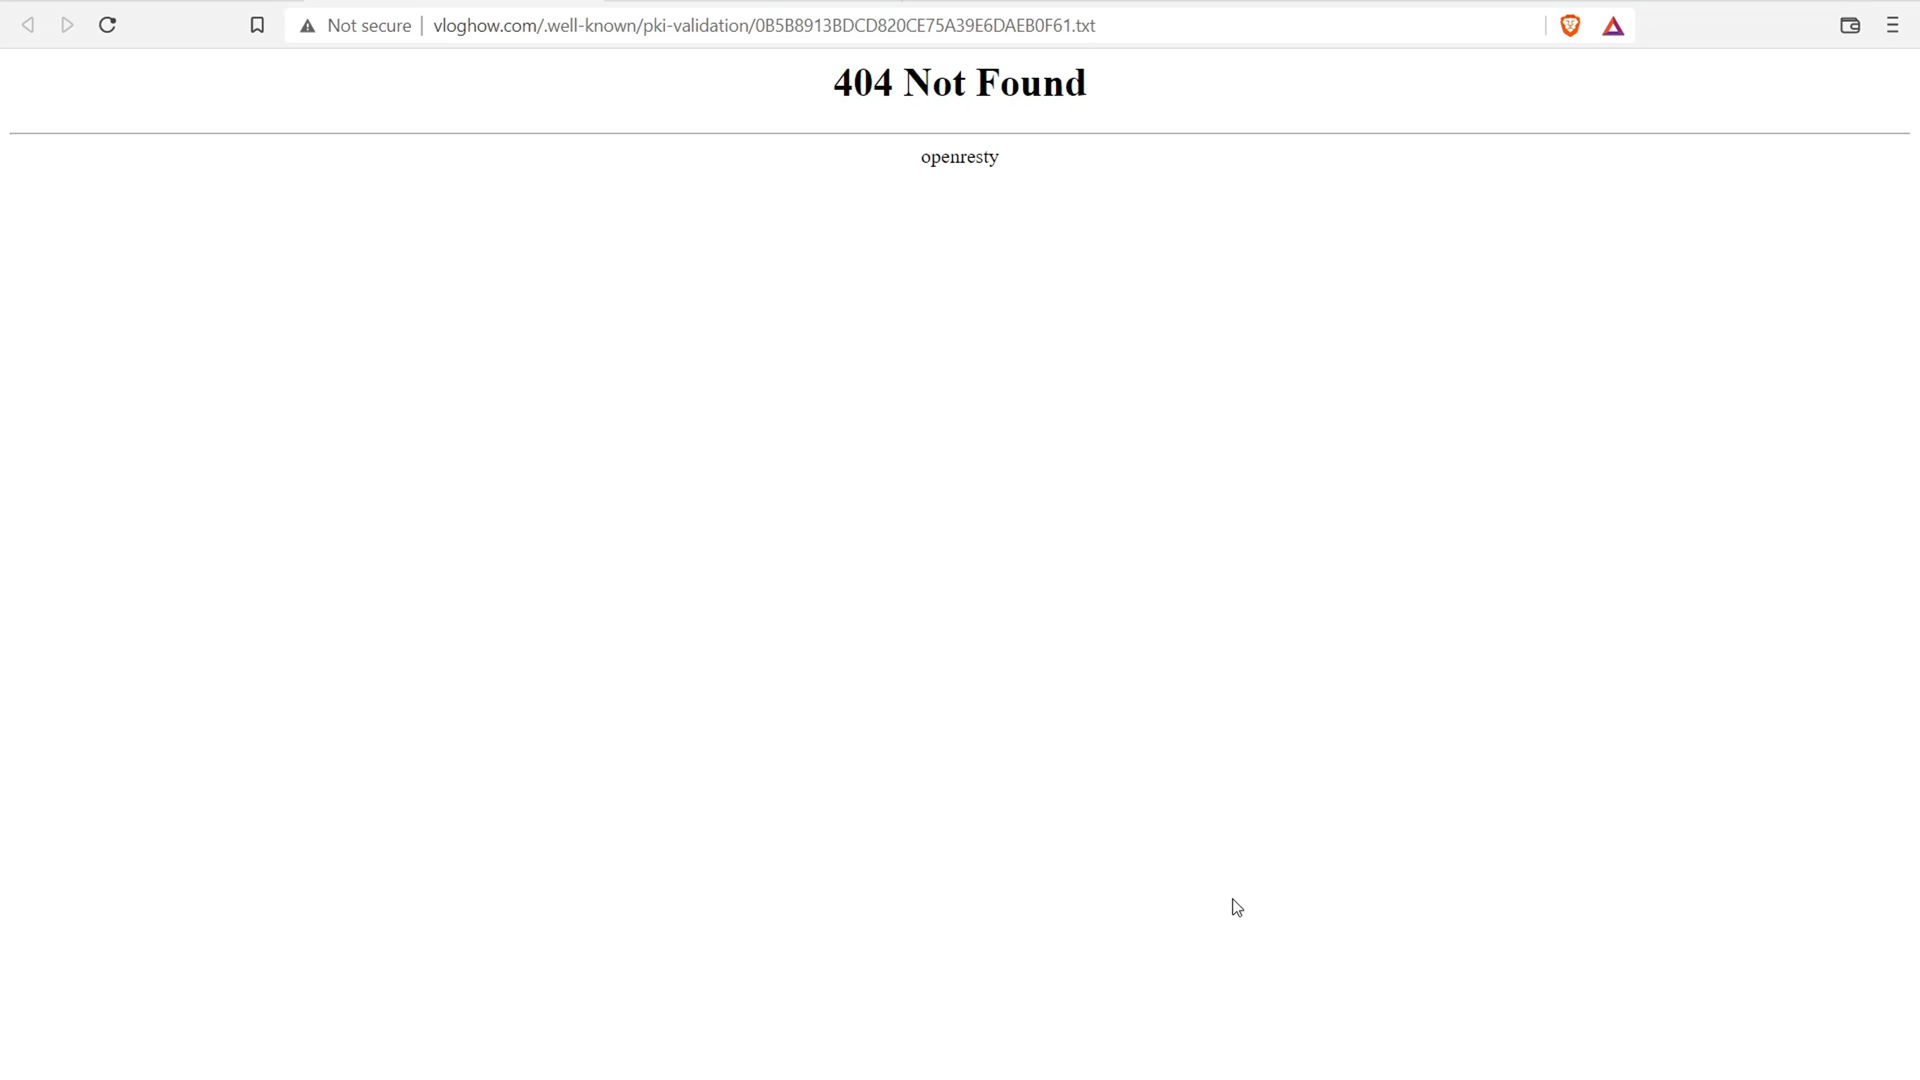 Not secure | vloghow.com/.well-known/pki-validation/0B5B8913BDCD820CE75A39E6DAEB0F61.txt
404 Not Found
openresty